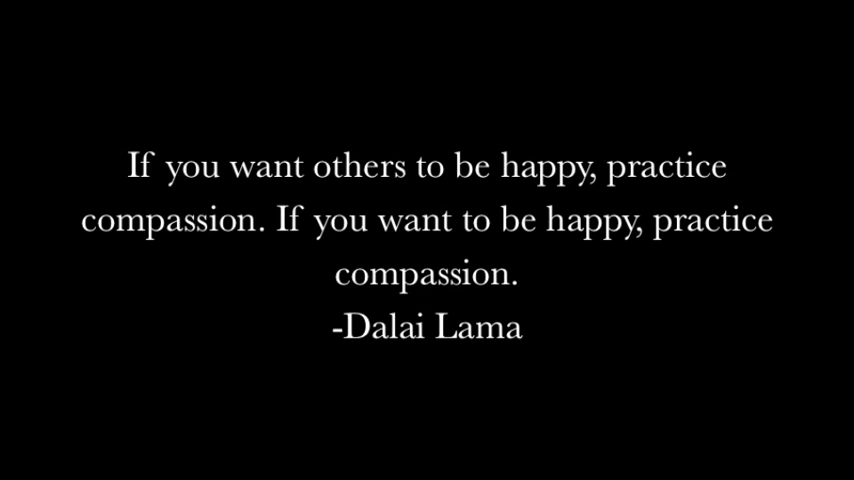 If you want others to be happy, practice
compassion. If you want to be happy, practice
compassion.
-Dalai Lama